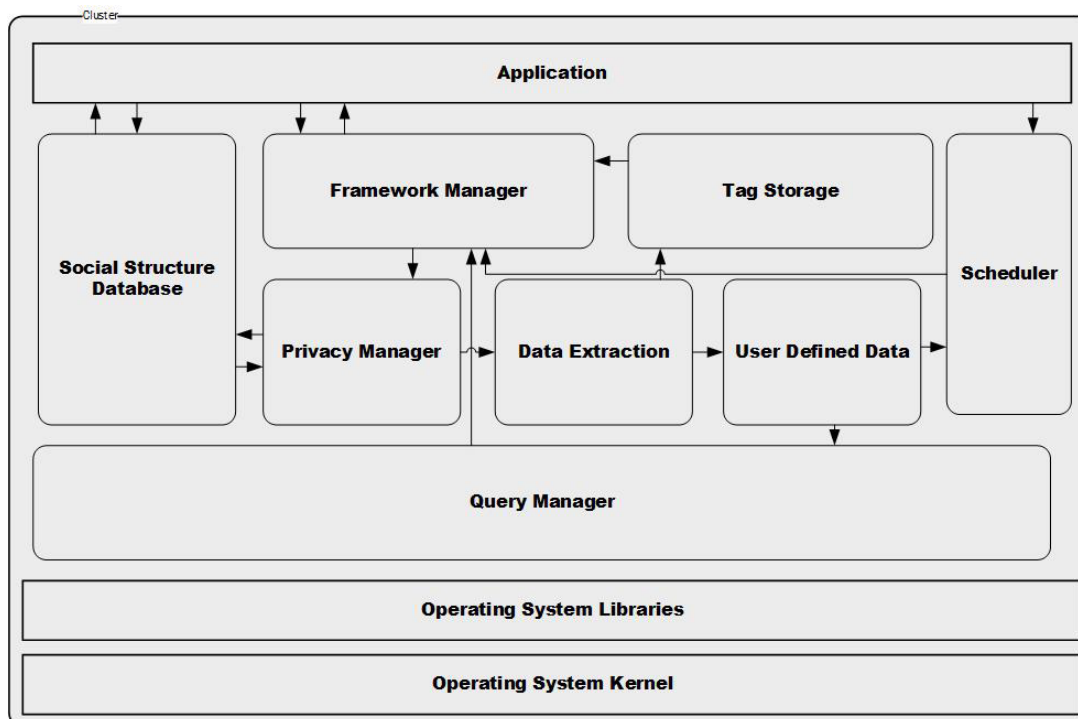 Cluster
Application
Framework Manager
Tag Storage
Social Structure
Database
Scheduler
Privacy Manager
Data Extraction
User Defined Data
Query Manager
Operating System Libraries
Operating System Kernel